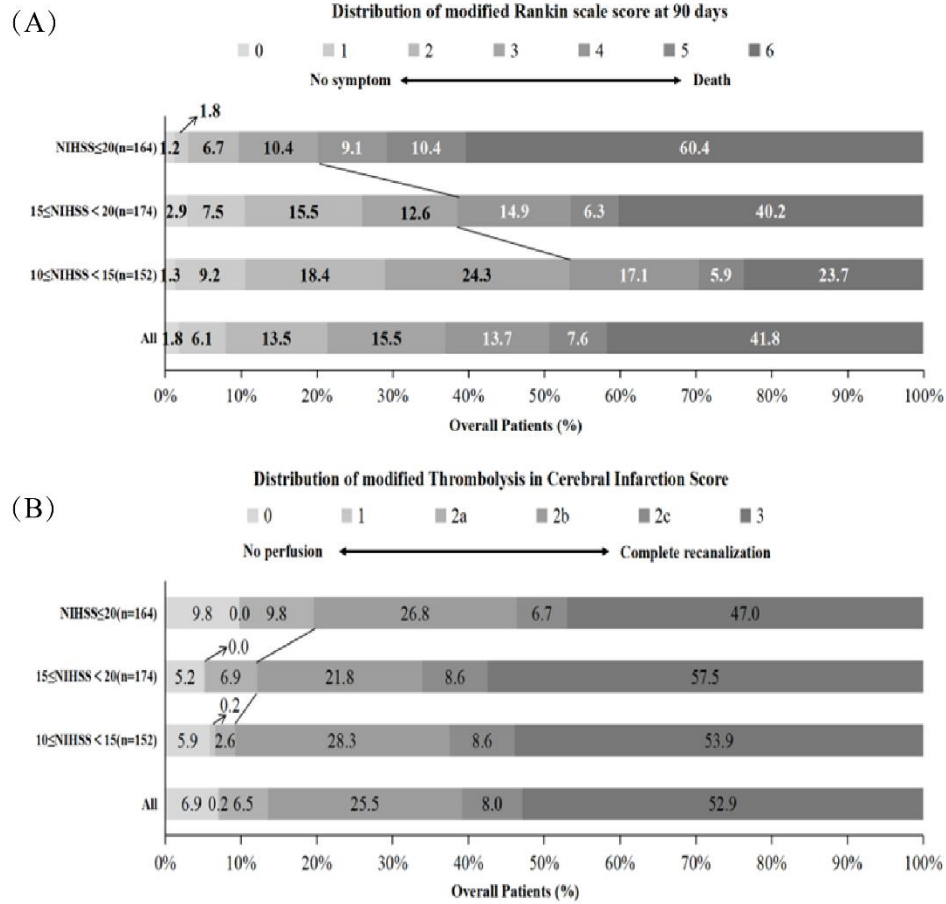 (A)
Distribution of modified Rankin scale score at 90 days
0 1 2 3 4 5 6
No symptom Death
1.8
NIHSS≤20(n=164) 1.2 6.7 10.4 9.1 10.4 60.4
15≤NIHSS<20(n=174) 2.9 7.5 15.5 12.6 14.9 6.3 40.2
10≤NIHSS<15(n=152) 1.3 9.2 18.4 24.3 17.1 5.9 23.7
All 1.8 6.1 13.5 15.5 13.7 7.6 41.8
0% 10% 20% 30% 40% 50% 60% 70% 80% 90% 100%
Overall Patients (%)
Distribution of modified Thrombolysis in Cerebral Infarction Score
(B)
0 1 2a 2b 2c 3
No perfusion Complete recanalization
NIHSS≤20(n=164) 9.8 0.0 9.8 26.8 6.7 47.0
0.0
15≤NIHSS<20(n=174) 5.2 6.9 21.8 8.6 57.5
0.2
10≤NIHSS<15(n=152) 5.9 2.6 28.3 8.6 53.9
All 6.9 0.2 6.5 25.5 8.0 52.9
0% 10% 20% 30% 40% 50% 60% 70% 80% 90% 100%
Overall Patients (%)